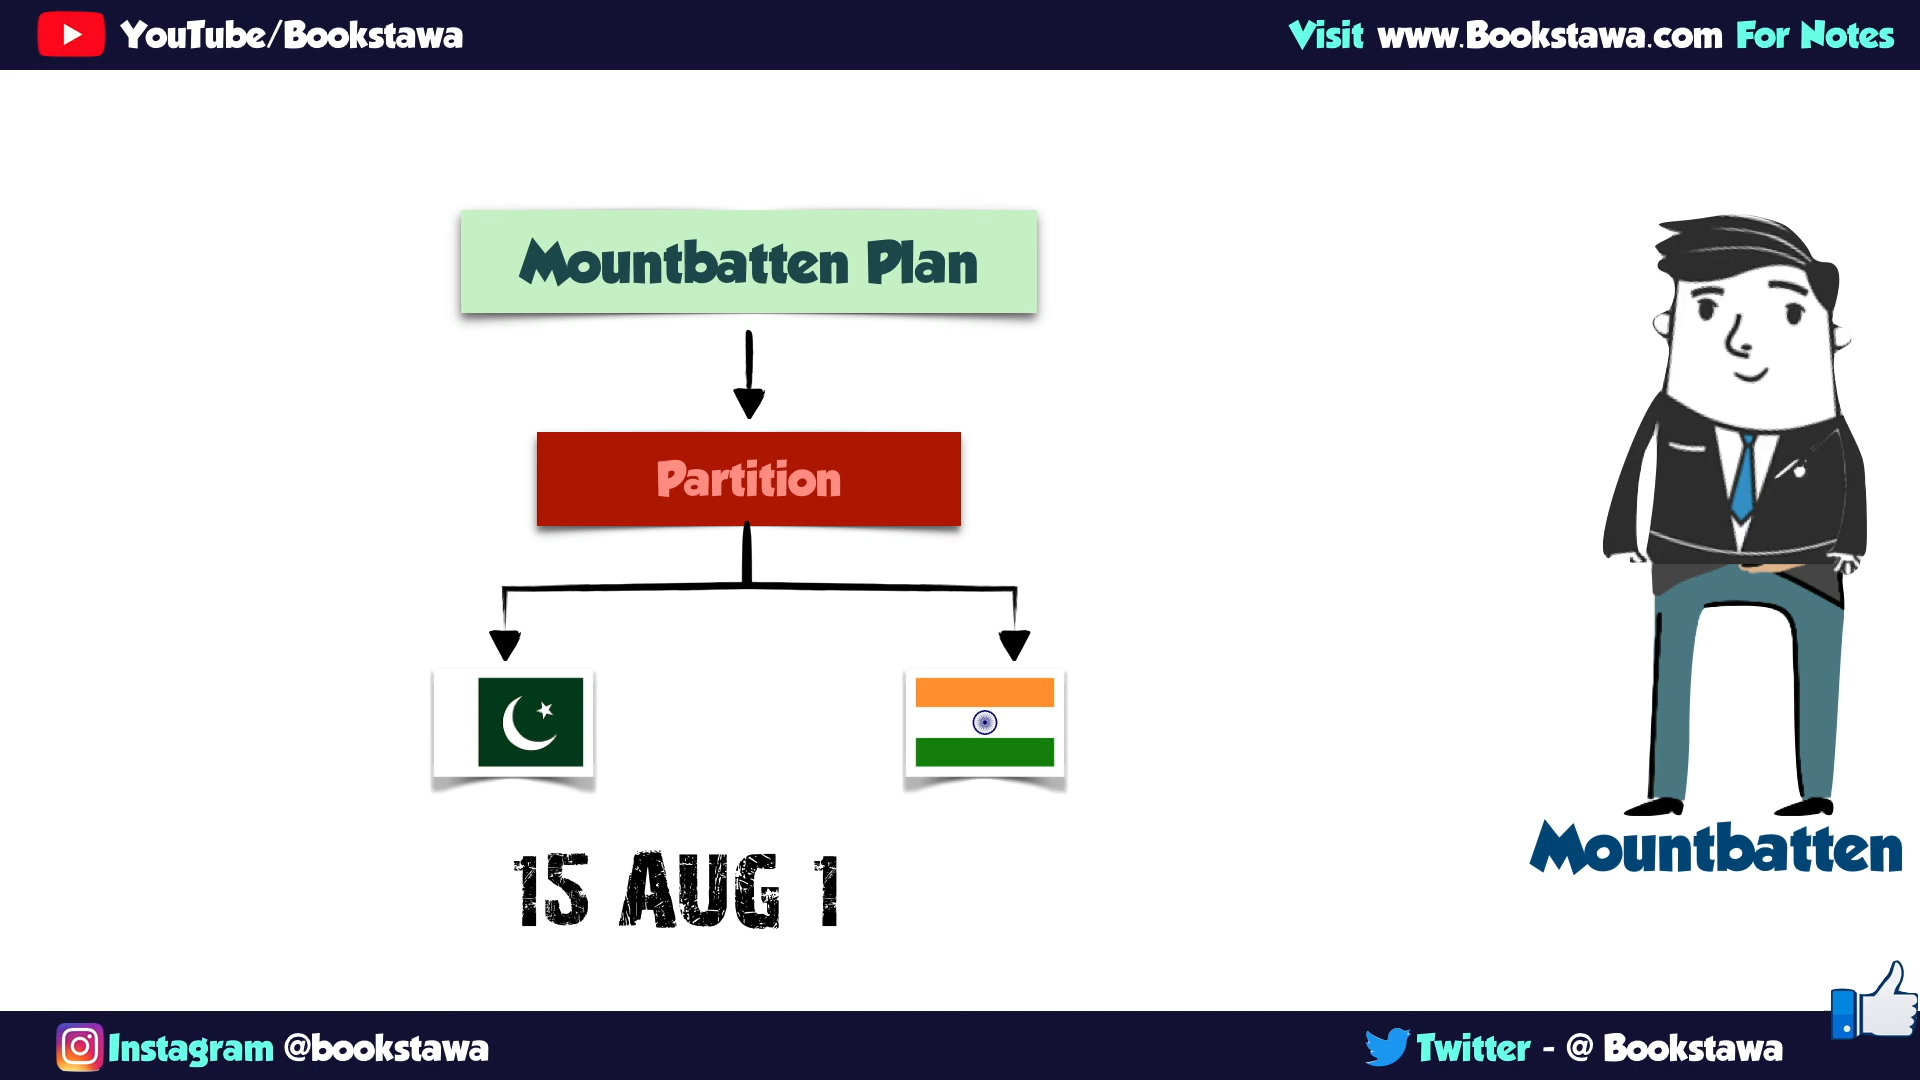 YouTube/Bookstawa
Visit www.Bookstawa.com For Notes
Mountbatten Plan
Partition
15 AUG 1
Mountbatten
Instagram @bookstawa
Twitter - @ Bookstawa